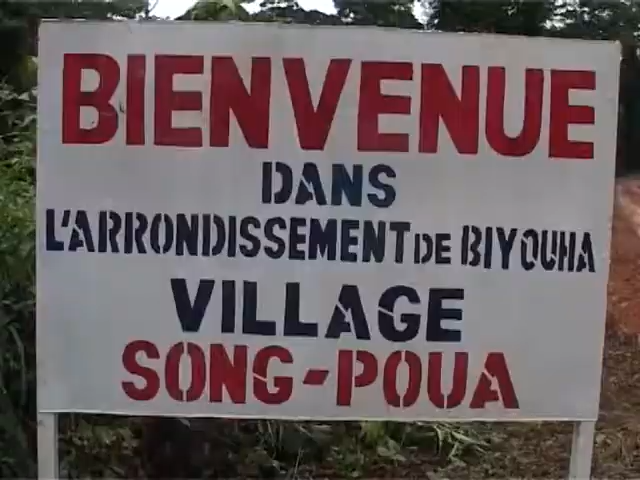 BIENVENUE
DANS
L'ARRONDISSEMENT DE BIYOUHA
VILLAGE
SONG-POUA